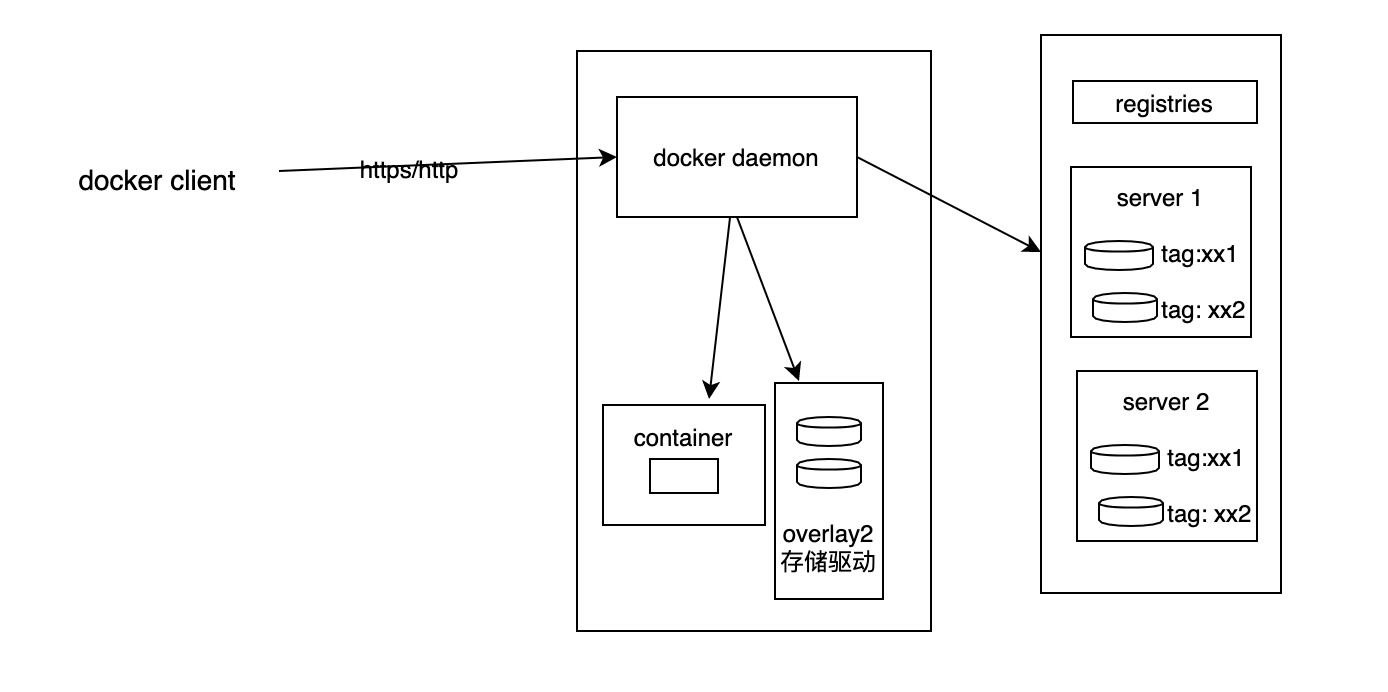 docker client
https/http
docker daemon
container
overlay2
存储驱动
registries
server 1
tag:xx1
tag: xx2
server 2
tag:xx1
tag: xx2